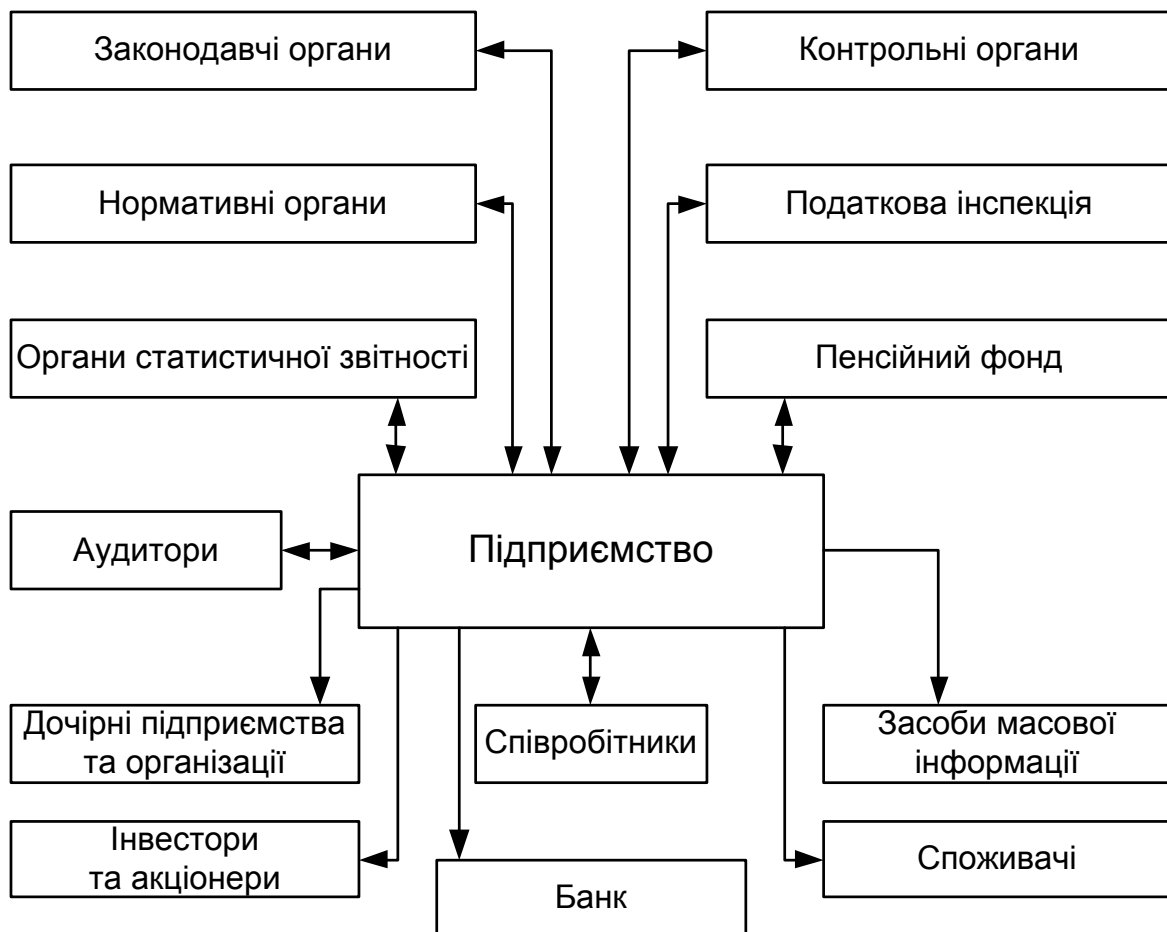 Законодавчі органи
Контрольні органи
Нормативні органи
Податкова інспекція
Органи статистичної звітності
Пенсійний фонд
Аудитори
Підприємство
Дочірні підприємства
та організації
Співробітники
Засоби масової
інформації
Інвестори
та акціонери
Банк
Споживачі